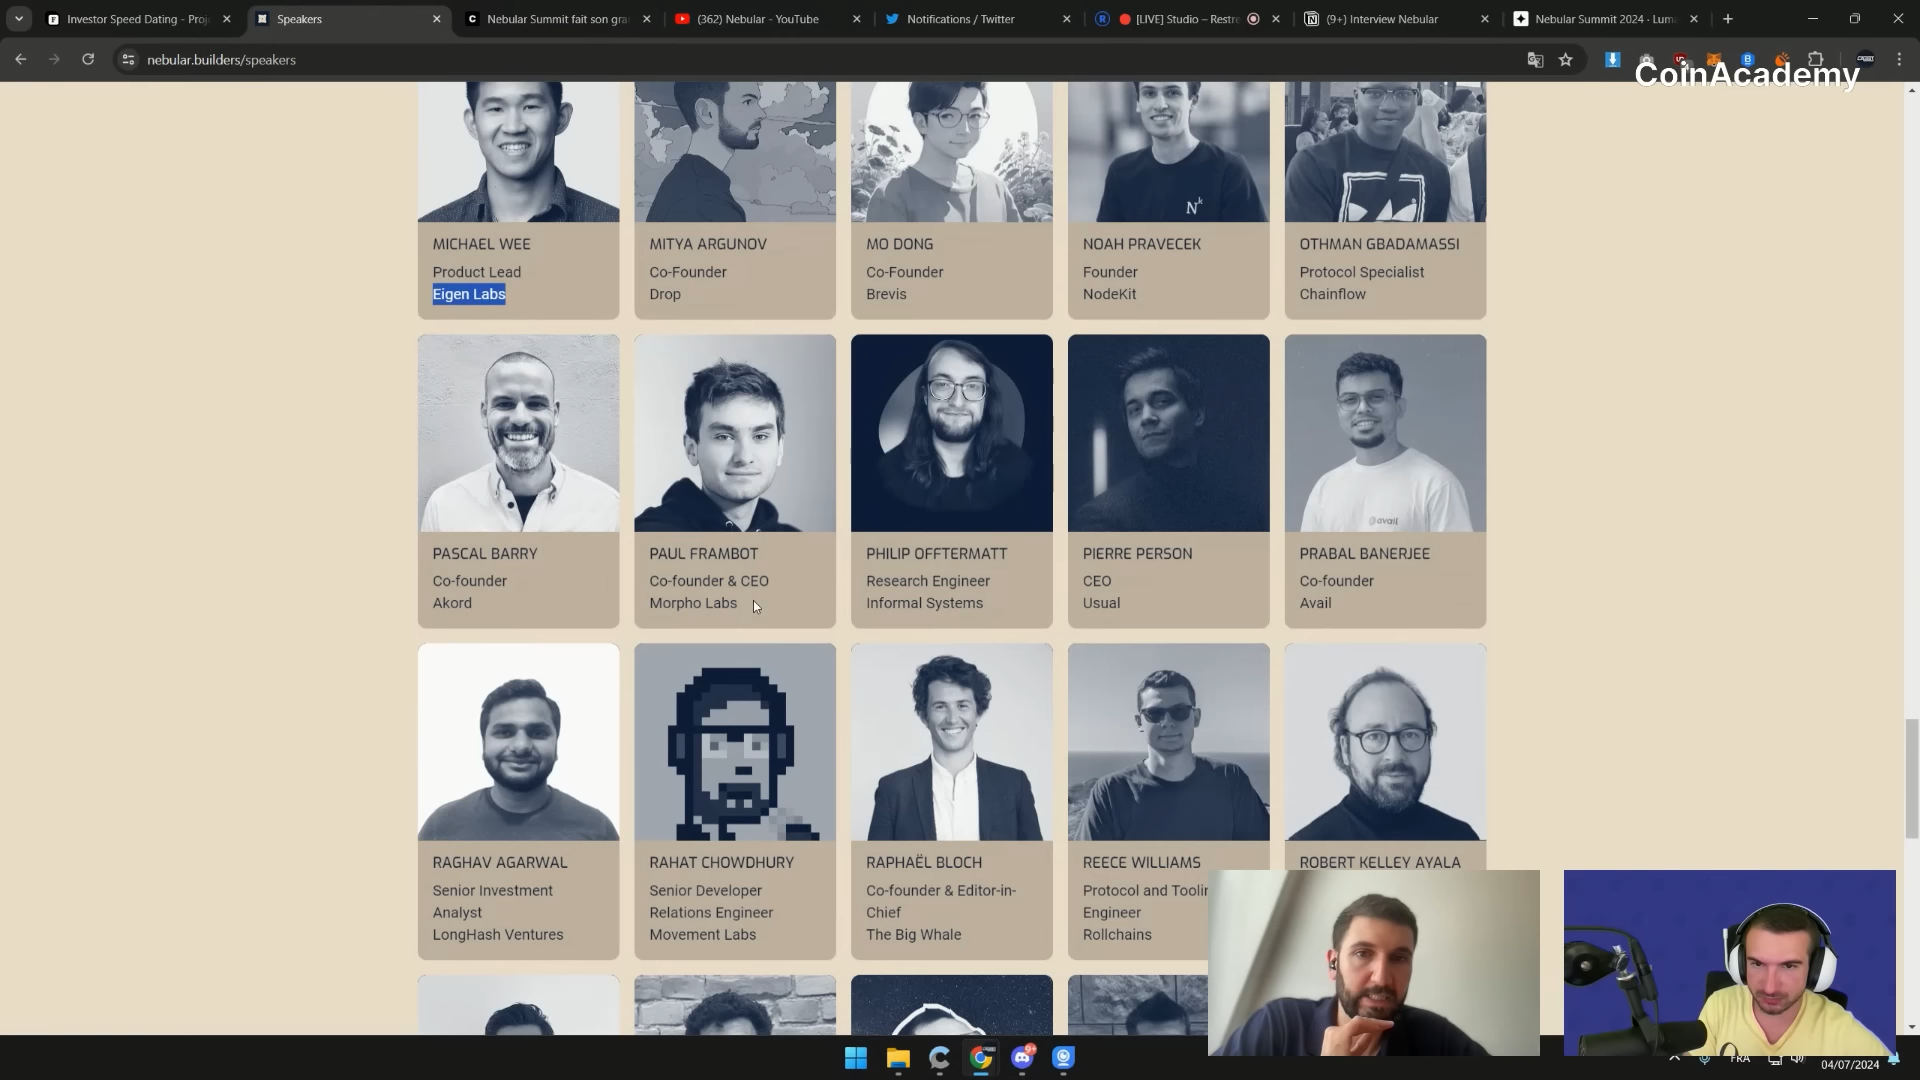 Investor Speed Dating - Proj
Speakers
Nebular Summit fait son gra
(362) Nebular - YouTube
Notifications / Twitter
[LIVE] Studio – Restre
(9+) Interview Nebular
Nebular Summit 2024 · Lum
nebular.builders/speakers
CoinAcademy
MICHAEL WEE
Product Lead
Eigen Labs
MITYA ARGUNOV
Co-Founder
Drop
MO DONG
Co-Founder
Brevis
NOAH PRAVECEK
Founder
NodeKit
OTHMAN GBADAMASSI
Protocol Specialist
Chainflow
avail
PASCAL BARRY
Co-founder
Akord
PAUL FRAMBOT
Co-founder & CEO
Morpho Labs
PHILIP OFFTERMATT
Research Engineer
Informal Systems
PIERRE PERSON
CEO
Usual
PRABAL BANERJEE
Co-founder
Avail
RAGHAV AGARWAL
Senior Investment
Analyst
LongHash Ventures
RAHAT CHOWDHURY
Senior Developer
Relations Engineer
Movement Labs
RAPHAËL BLOCH
Co-founder & Editor-in-
Chief
The Big Whale
REECE WILLIAMS
Protocol and Toolin
Engineer
Rollchains
ROBERT KELLEY AYALA
FRA
04/07/2024